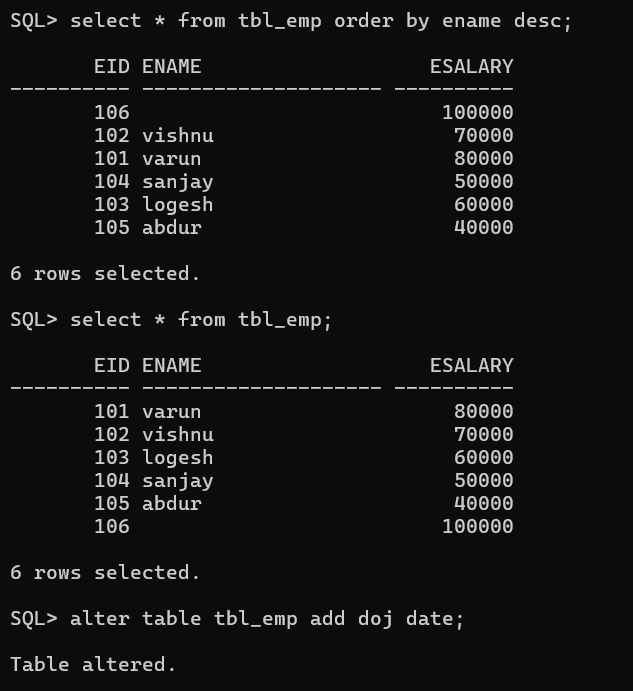 SQL> select * from tbl_emp order by ename desc;
       EID ENAME                   ESALARY
---------- -------------------- ----------
       106                          100000
       102 vishnu                    70000
       101 varun                     80000
       104 sanjay                    50000
       103 logesh                    60000
       105 abdur                     40000
6 rows selected.
SQL> select * from tbl_emp;
       EID ENAME                   ESALARY
---------- -------------------- ----------
       101 varun                     80000
       102 vishnu                    70000
       103 logesh                    60000
       104 sanjay                    50000
       105 abdur                     40000
       106                          100000
6 rows selected.
SQL> alter table tbl_emp add doj date;
Table altered.